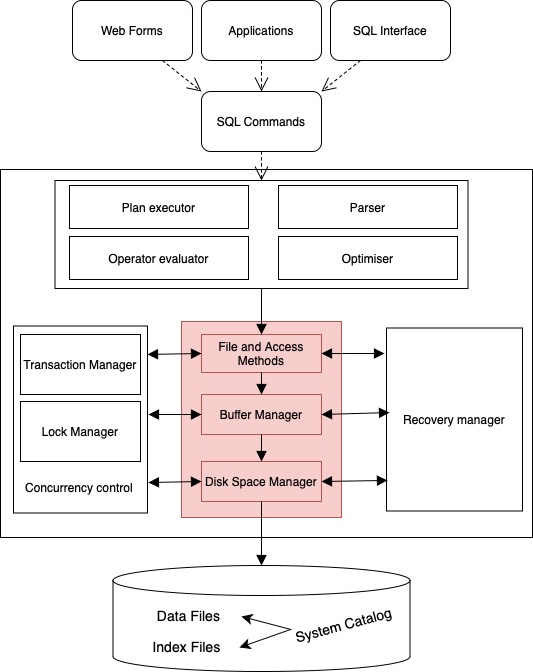 Web Forms
Applications
SQL Interface
SQL Commands
Plan executor
Parser
Operator evaluator
Optimiser
File and Access
Methods
Transaction Manager
Buffer Manager
Lock Manager
Recovery manager
Disk Space Manager
Concurrency control
Data Files
System Catalog
Index Files